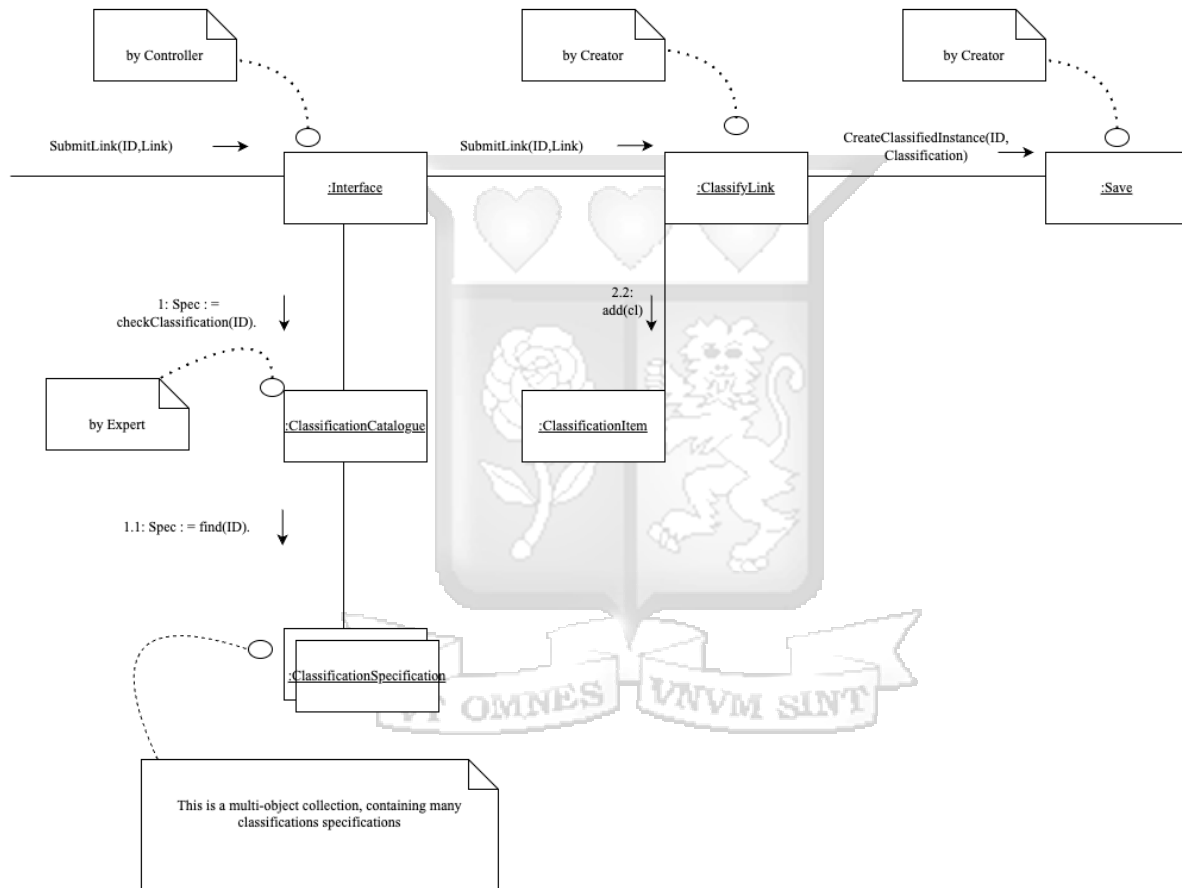 by Controller
by Creator
by Creator
SubmitLink(ID,Link)
SubmitLink(ID,Link)
CreateClassifiedInstance(ID,
Classification)
:Interface
:ClassifyLink
:Save
1: Spec : =
checkClassification(ID).
2.2:
add(cl)
by Expert
:ClassificationCatalogue
:ClassificationItem
1.1: Spec : = find(ID).
:ClassificationSpecification
VT OMNES VNVM SINT
This is a multi-object collection, containing many
classifications specifications